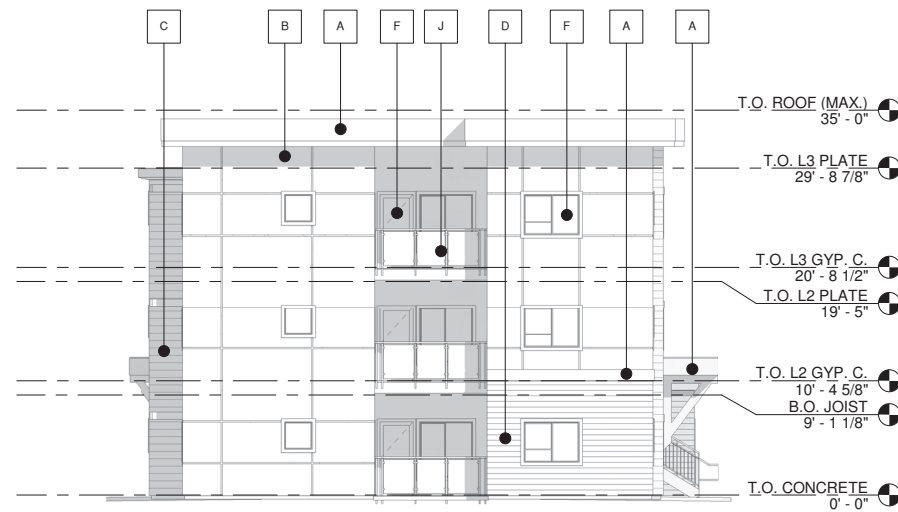 C
B
A
F
J
D
F
A
A
T.O. ROOF (MAX.)
35' - 0"
T.O. L3 PLATE
29' - 8 7/8"
T.O. L3 GYP. C.
20' - 8 1/2"
T.O. L2 PLATE
19' - 5"
T.O. L2 GYP. C.
10' - 4 5/8"
B.O. JOIST
9' - 1 1/8"
T.O. CONCRETE
0' - 0"